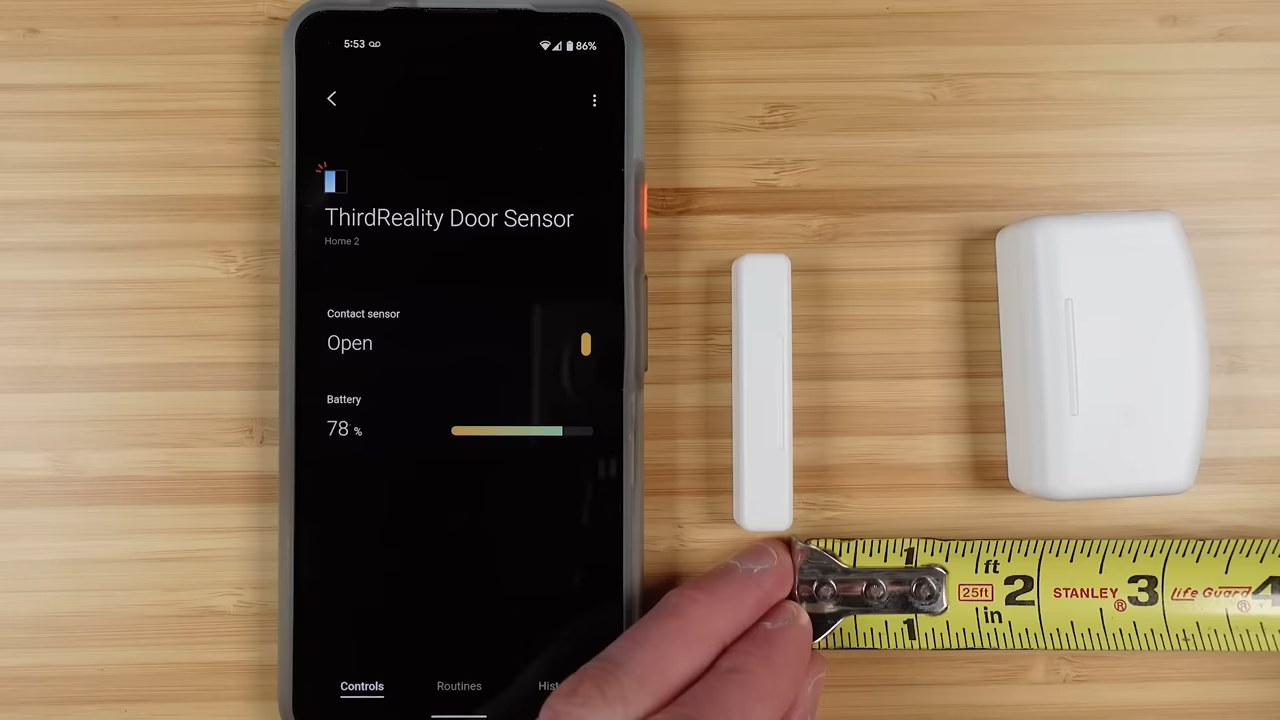 5:53
86%
ThirdReality Door Sensor
Home 2
Contact sensor
Open
Battery
78 %
Controls
Routines
1
ft
25ft
2
STANLEY®
3
Life Guard®
4
in
1